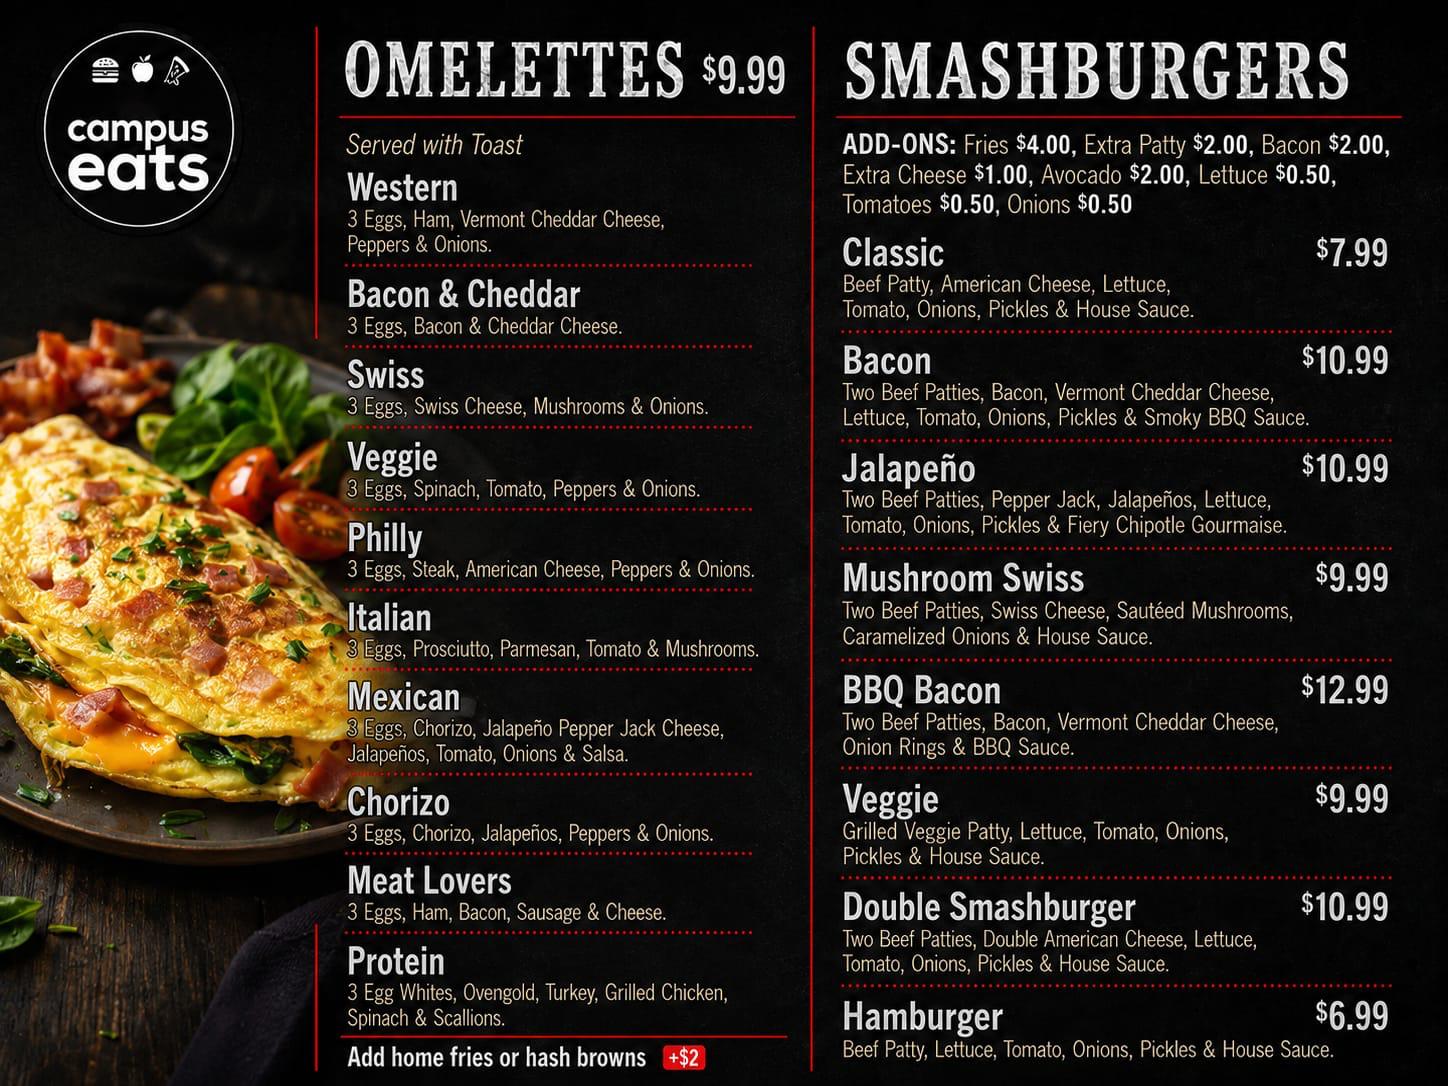 campus
eats
OMELETTES $9.99
Served with Toast
Western
3 Eggs, Ham, Vermont Cheddar Cheese,
Peppers & Onions.
Bacon & Cheddar
3 Eggs, Bacon & Cheddar Cheese.
Swiss
3 Eggs, Swiss Cheese, Mushrooms & Onions.
Veggie
3 Eggs, Spinach, Tomato, Peppers & Onions.
Philly
3 Eggs, Steak, American Cheese, Peppers & Onions.
Italian
3 Eggs, Prosciutto, Parmesan, Tomato & Mushrooms.
Mexican
3 Eggs, Chorizo, Jalapeño Pepper Jack Cheese,
Jalapeños, Tomato, Onions & Salsa.
Chorizo
3 Eggs, Chorizo, Jalapeños, Peppers & Onions.
Meat Lovers
3 Eggs, Ham, Bacon, Sausage & Cheese.
Protein
3 Egg Whites, Ovengold, Turkey, Grilled Chicken,
Spinach & Scallions.
Add home fries or hash browns +$2
SMASHBURGERS
ADD-ONS: Fries $4.00, Extra Patty $2.00, Bacon $2.00,
Extra Cheese $1.00, Avocado $2.00, Lettuce $0.50,
Tomatoes $0.50, Onions $0.50
Classic $7.99
Beef Patty, American Cheese, Lettuce,
Tomato, Onions, Pickles & House Sauce.
Bacon $10.99
Two Beef Patties, Bacon, Vermont Cheddar Cheese,
Lettuce, Tomato, Onions, Pickles & Smoky BBQ Sauce.
Jalapeño $10.99
Two Beef Patties, Pepper Jack, Jalapeños, Lettuce,
Tomato, Onions, Pickles & Fiery Chipotle Gourmaise.
Mushroom Swiss $9.99
Two Beef Patties, Swiss Cheese, Sautéed Mushrooms,
Caramelized Onions & House Sauce.
BBQ Bacon $12.99
Two Beef Patties, Bacon, Vermont Cheddar Cheese,
Onion Rings & BBQ Sauce.
Veggie $9.99
Grilled Veggie Patty, Lettuce, Tomato, Onions,
Pickles & House Sauce.
Double Smashburger $10.99
Two Beef Patties, Double American Cheese, Lettuce,
Tomato, Onions, Pickles & House Sauce.
Hamburger $6.99
Beef Patty, Lettuce, Tomato, Onions, Pickles & House Sauce.